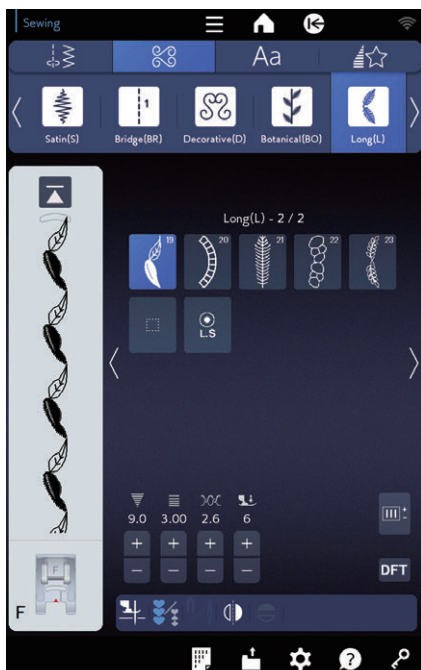 Sewing
Aa
1
Satin(S) Bridge(BR) Decorative(D) Botanical(BO) Long(L)
Long(L) - 2 / 2
19 20 21 22 23
L.S
9.0 3.00 2.6 6
+ + + +
− − − −
DFT
F
F
?